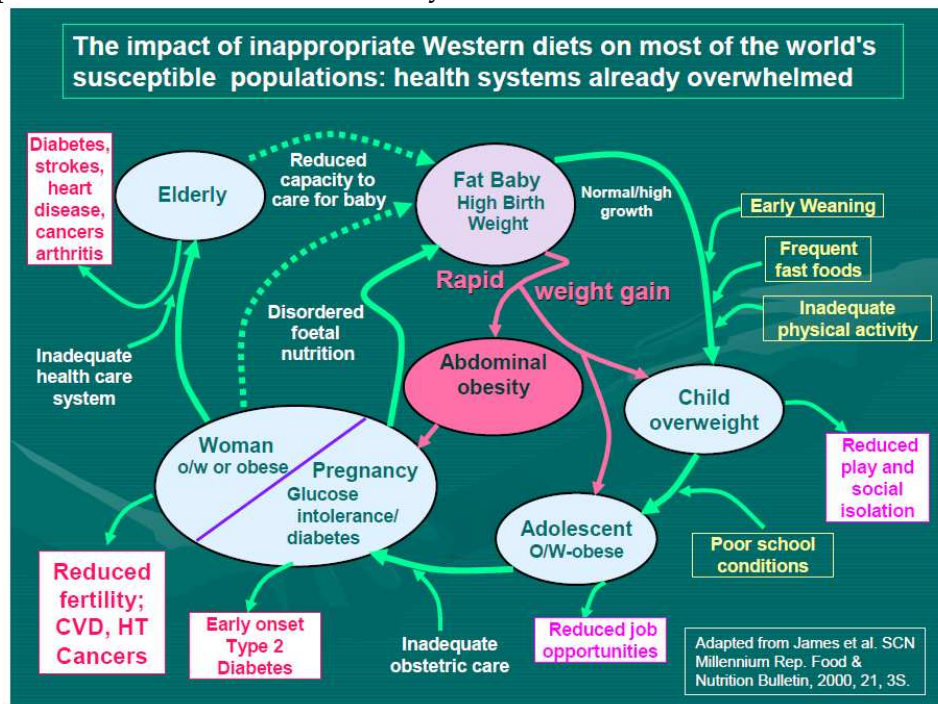 The impact of inappropriate Western diets on most of the world's
susceptible populations: health systems already overwhelmed
Diabetes,
strokes,
heart
disease,
cancers
arthritis
Elderly
Reduced
capacity to
care for baby
Fat Baby
High Birth
Weight
Normal/high
growth
Early Weaning
Frequent
fast foods
Inadequate
physical activity
Rapid
weight gain
Disordered
foetal
nutrition
Inadequate
health care
system
Abdominal
obesity
Child
overweight
Woman
o/w or obese
Pregnancy
Glucose
intolerance/
diabetes
Reduced
play and
social
isolation
Adolescent
O/W-obese
Poor school
conditions
Reduced
fertility;
CVD, HT
Cancers
Early onset
Type 2
Diabetes
Inadequate
obstetric care
Reduced job
opportunities
Adapted from James et al. SCN
Millennium Rep. Food &
Nutrition Bulletin, 2000, 21, 3S.